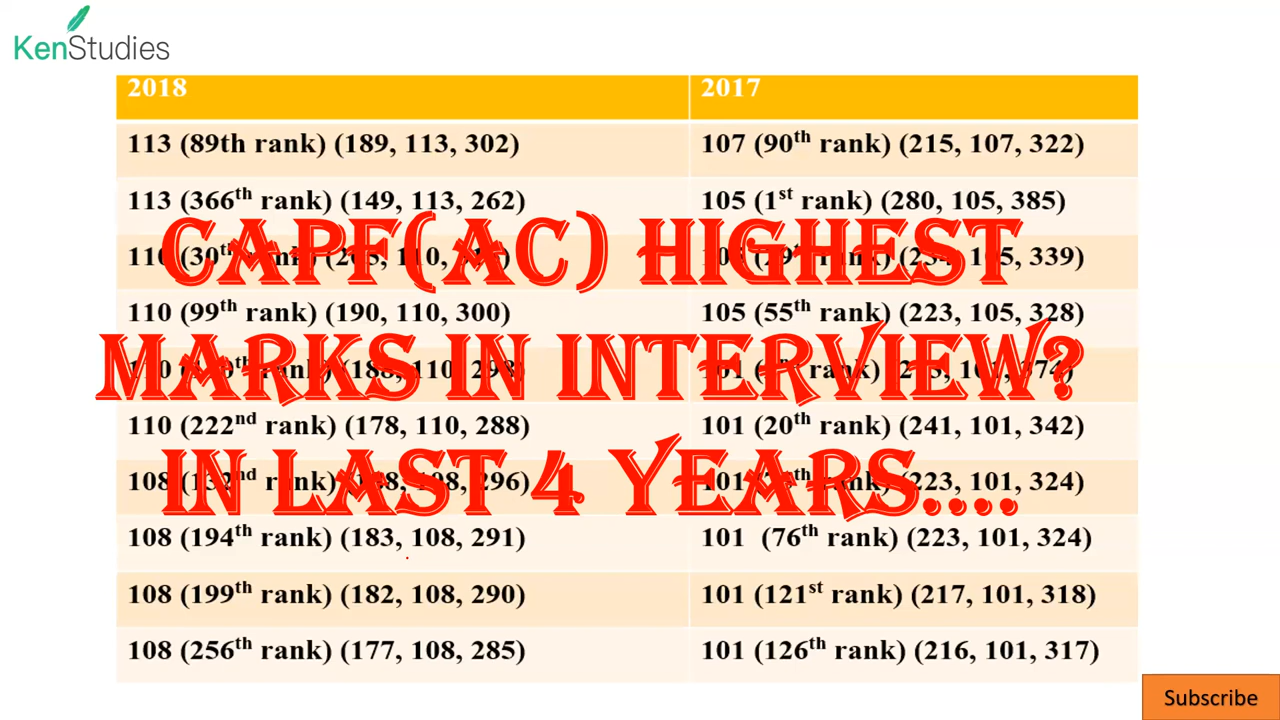 KenStudies
2018 2017
113 (89th rank) (189, 113, 302) 107 (90th rank) (215, 107, 322)
113 (366th rank) (149, 113, 262) 105 (1st rank) (280, 105, 385)
CAPF(AC) HIGHEST
110 (99th rank) (190, 110, 300) 105 (55th rank) (223, 105, 328)
MARKS IN INTERVIEW?
110 (222nd rank) (178, 110, 288) 101 (20th rank) (241, 101, 342)
IN LAST 4 YEARS....
108 (194th rank) (183, 108, 291) 101 (76th rank) (223, 101, 324)
108 (199th rank) (182, 108, 290) 101 (121st rank) (217, 101, 318)
108 (256th rank) (177, 108, 285) 101 (126th rank) (216, 101, 317)
Subscribe